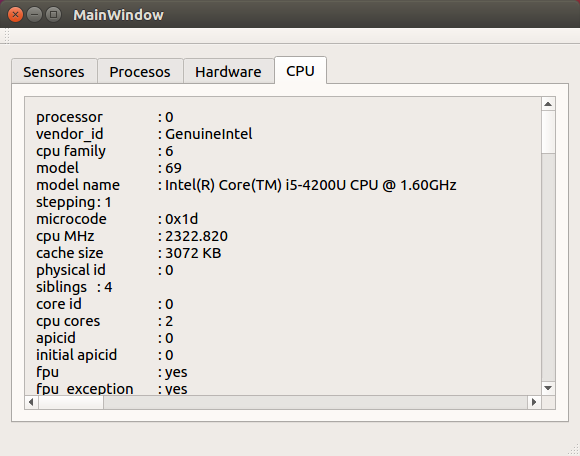 MainWindow
Sensores Procesos Hardware CPU
processor : 0
vendor_id : GenuineIntel
cpu family : 6
model : 69
model name : Intel(R) Core(TM) i5-4200U CPU @ 1.60GHz
stepping : 1
microcode : 0x1d
cpu MHz : 2322.820
cache size : 3072 KB
physical id : 0
siblings : 4
core id : 0
cpu cores : 2
apicid : 0
initial apicid : 0
fpu : yes
fpu_exception : yes